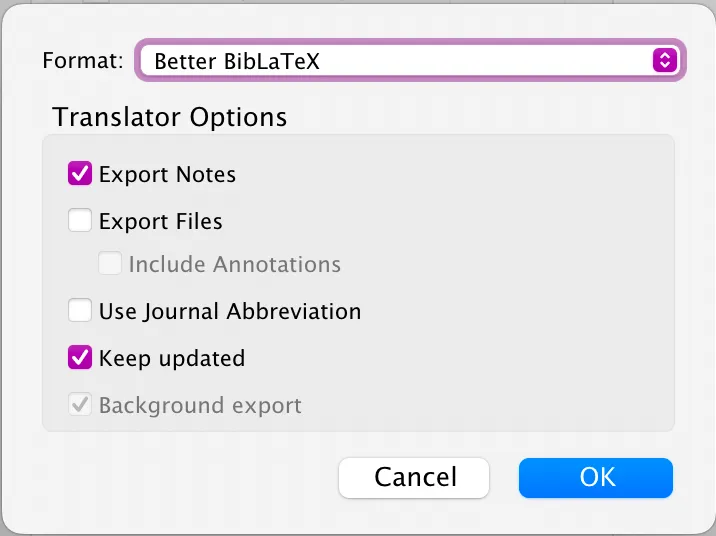 Format: Better BibLaTeX
Translator Options
Export Notes
Export Files
Include Annotations
Use Journal Abbreviation
Keep updated
Background export
Cancel OK